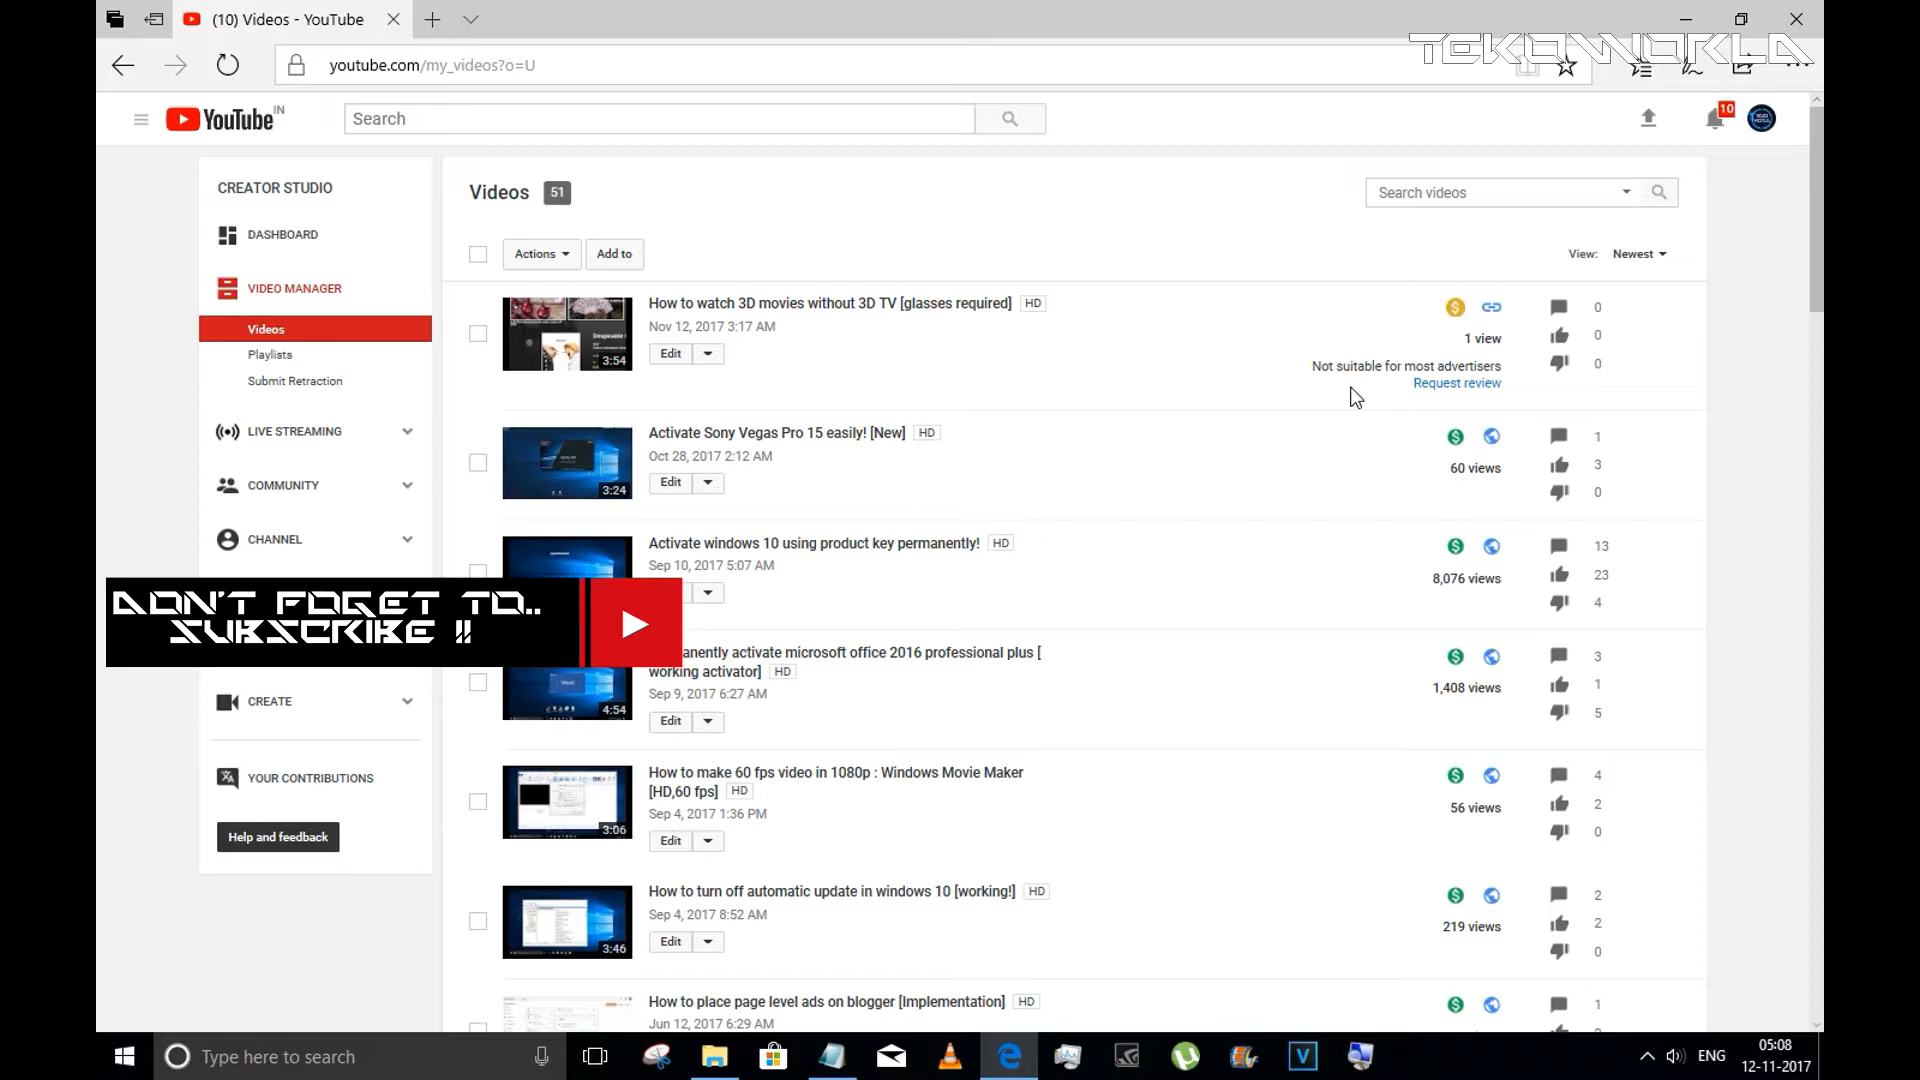 (10) Videos - YouTube
TEKOWORLD
youtube.com/my_videos?o=U
YouTube IN
Search
10
CREATOR STUDIO
DASHBOARD
VIDEO MANAGER
Videos
Playlists
Submit Retraction
LIVE STREAMING
COMMUNITY
CHANNEL
CREATE
YOUR CONTRIBUTIONS
Help and feedback
DON'T FOGET TO..
SUBSCRIBE !!
Videos 51
Search videos
Actions
Add to
View: Newest
How to watch 3D movies without 3D TV [glasses required] HD
Nov 12, 2017 3:17 AM
Edit
3:54
1 view
Not suitable for most advertisers
Request review
0
0
0
Activate Sony Vegas Pro 15 easily! [New] HD
Oct 28, 2017 2:12 AM
Edit
3:24
60 views
1
3
0
Activate windows 10 using product key permanently! HD
Sep 10, 2017 5:07 AM
8,076 views
13
23
4
anently activate microsoft office 2016 professional plus [
working activator] HD
Sep 9, 2017 6:27 AM
Edit
4:54
1,408 views
3
1
5
How to make 60 fps video in 1080p : Windows Movie Maker
[HD,60 fps] HD
Sep 4, 2017 1:36 PM
Edit
3:06
56 views
4
2
0
How to turn off automatic update in windows 10 [working!] HD
Sep 4, 2017 8:52 AM
Edit
3:46
219 views
2
2
0
How to place page level ads on blogger [Implementation] HD
Jun 12, 2017 6:29 AM
1
Type here to search
ENG
05:08
12-11-2017